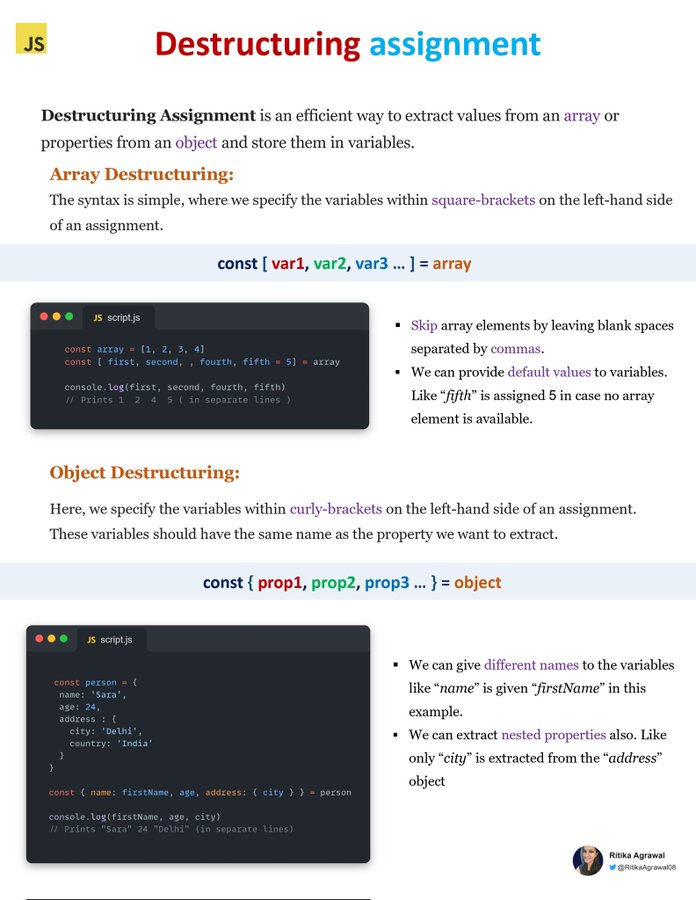 JS
Destructuring assignment
Destructuring Assignment is an efficient way to extract values from an array or
properties from an object and store them in variables.
Array Destructuring:
The syntax is simple, where we specify the variables within square-brackets on the left-hand side
of an assignment.
const [ var1, var2, var3 ... ] = array
JS script.js
const array = [1, 2, 3, 4]
const [ first, second, , fourth, fifth = 5] = array
console.log(first, second, fourth, fifth)
// Prints 1 2 4 5 ( in separate lines )
▪ Skip array elements by leaving blank spaces
separated by commas.
▪ We can provide default values to variables.
Like “fifth” is assigned 5 in case no array
element is available.
Object Destructuring:
Here, we specify the variables within curly-brackets on the left-hand side of an assignment.
These variables should have the same name as the property we want to extract.
const { prop1, prop2, prop3 ... } = object
JS script.js
const person = {
name: 'Sara',
age: 24,
address : {
city: 'Delhi',
country: 'India'
}
}
const { name: firstName, age, address: { city } } = person
console.log(firstName, age, city)
// Prints "Sara" 24 "Delhi" (in separate lines)
▪ We can give different names to the variables
like “name” is given “firstName” in this
example.
▪ We can extract nested properties also. Like
only “city” is extracted from the “address”
object
Ritika Agrawal
@RitikaAgrawal08